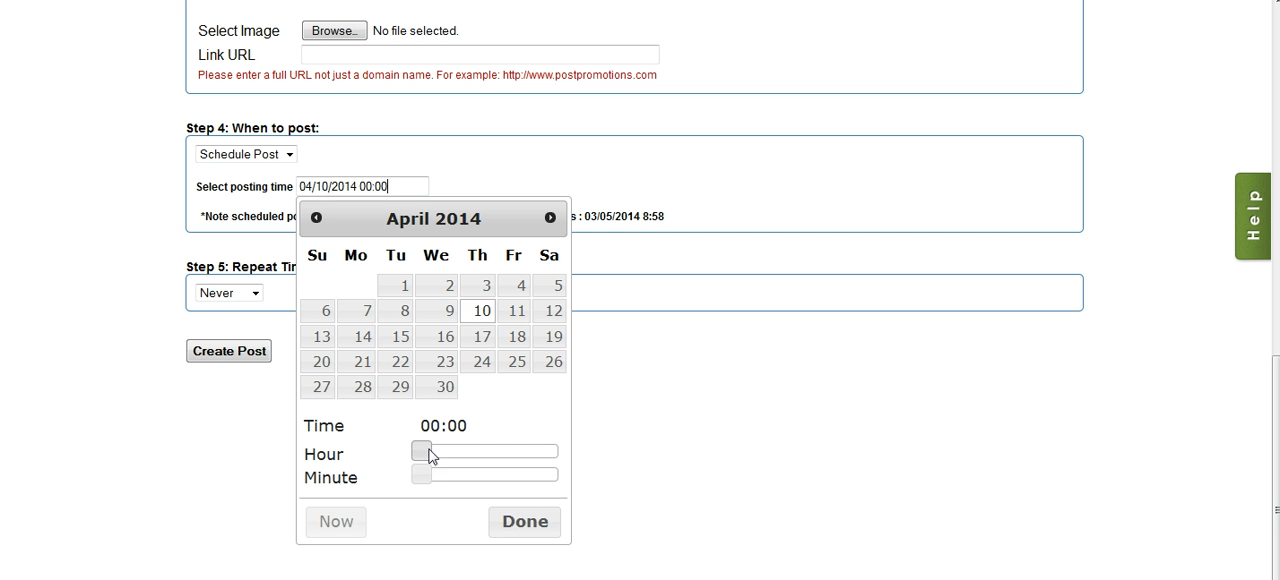 Select Image Browse.. No file selected.
Link URL
Please enter a full URL not just a domain name. For example: http://www.postpromotions.com
Step 4: When to post:
Schedule Post
Select posting time 04/10/2014 00:00
*Note scheduled s : 03/05/2014 8:58
April 2014
Su Mo Tu We Th Fr Sa
1 2 3 4 5
6 7 8 9 10 11 12
13 14 15 16 17 18 19
20 21 22 23 24 25 26
27 28 29 30
Step 5: Repeat
Never
Create Post
Time 00:00
Hour
Minute
Now Done
Help